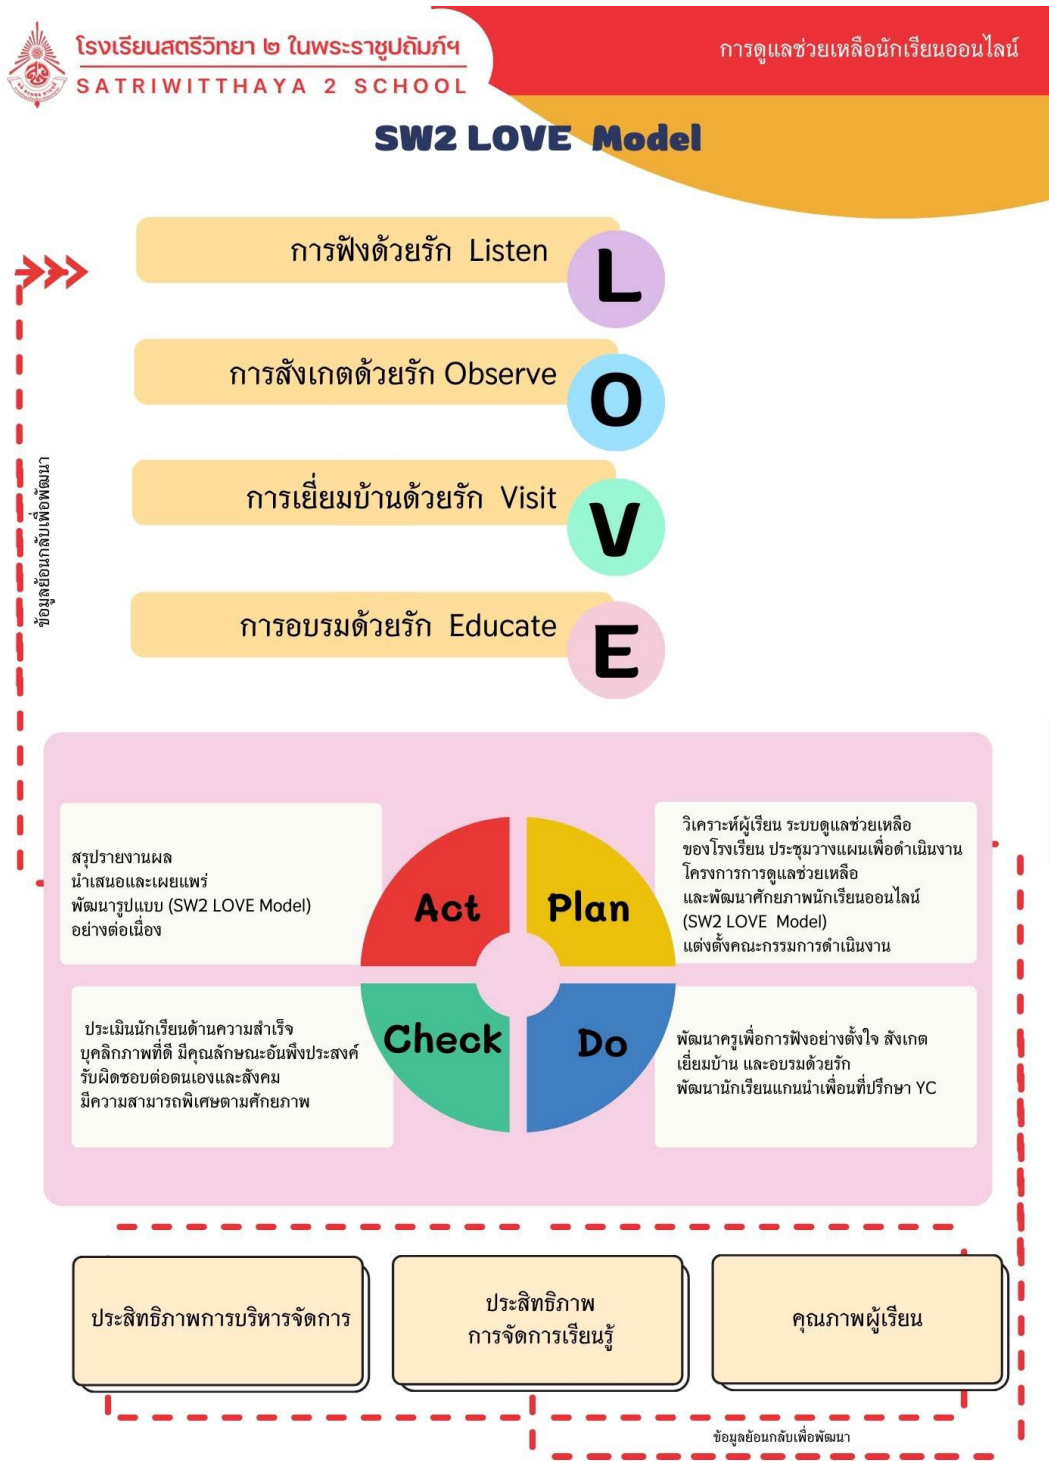 โรงเรียนสตรีวิทยา ๒ ในพระราชูปถัมภ์ฯ
SATRIWITTHAYA 2 SCHOOL
การดูแลช่วยเหลือนักเรียนออนไลน์
SW2 LOVE Model
การฟังด้วยรัก Listen
L
การสังเกตด้วยรัก Observe
O
การเยี่ยมบ้านด้วยรัก Visit
V
การอบรมด้วยรัก Educate
E
ข้อมูลย้อนกลับเพื่อพัฒนา
สรุปรายงานผล
นำเสนอและเผยแพร่
พัฒนารูปแบบ (SW2 LOVE Model)
อย่างต่อเนื่อง
Act
Plan
วิเคราะห์ผู้เรียน ระบบดูแลช่วยเหลือ
ของโรงเรียน ประชุมวางแผนเพื่อดำเนินงาน
โครงการการดูแลช่วยเหลือ
และพัฒนาศักยภาพนักเรียนออนไลน์
(SW2 LOVE Model)
แต่งตั้งคณะกรรมการดำเนินงาน
ประเมินนักเรียนด้านความสำเร็จ
บุคลิกภาพที่ดี มีคุณลักษณะอันพึงประสงค์
รับผิดชอบต่อตนเองและสังคม
มีความสามารถพิเศษตามศักยภาพ
Check
Do
พัฒนาครูเพื่อการฟังอย่างตั้งใจ สังเกต
เยี่ยมบ้าน และอบรมด้วยรัก
พัฒนานักเรียนแกนนำเพื่อนที่ปรึกษา YC
ประสิทธิภาพการบริหารจัดการ
ประสิทธิภาพ
การจัดการเรียนรู้
คุณภาพผู้เรียน
ข้อมูลย้อนกลับเพื่อพัฒนา